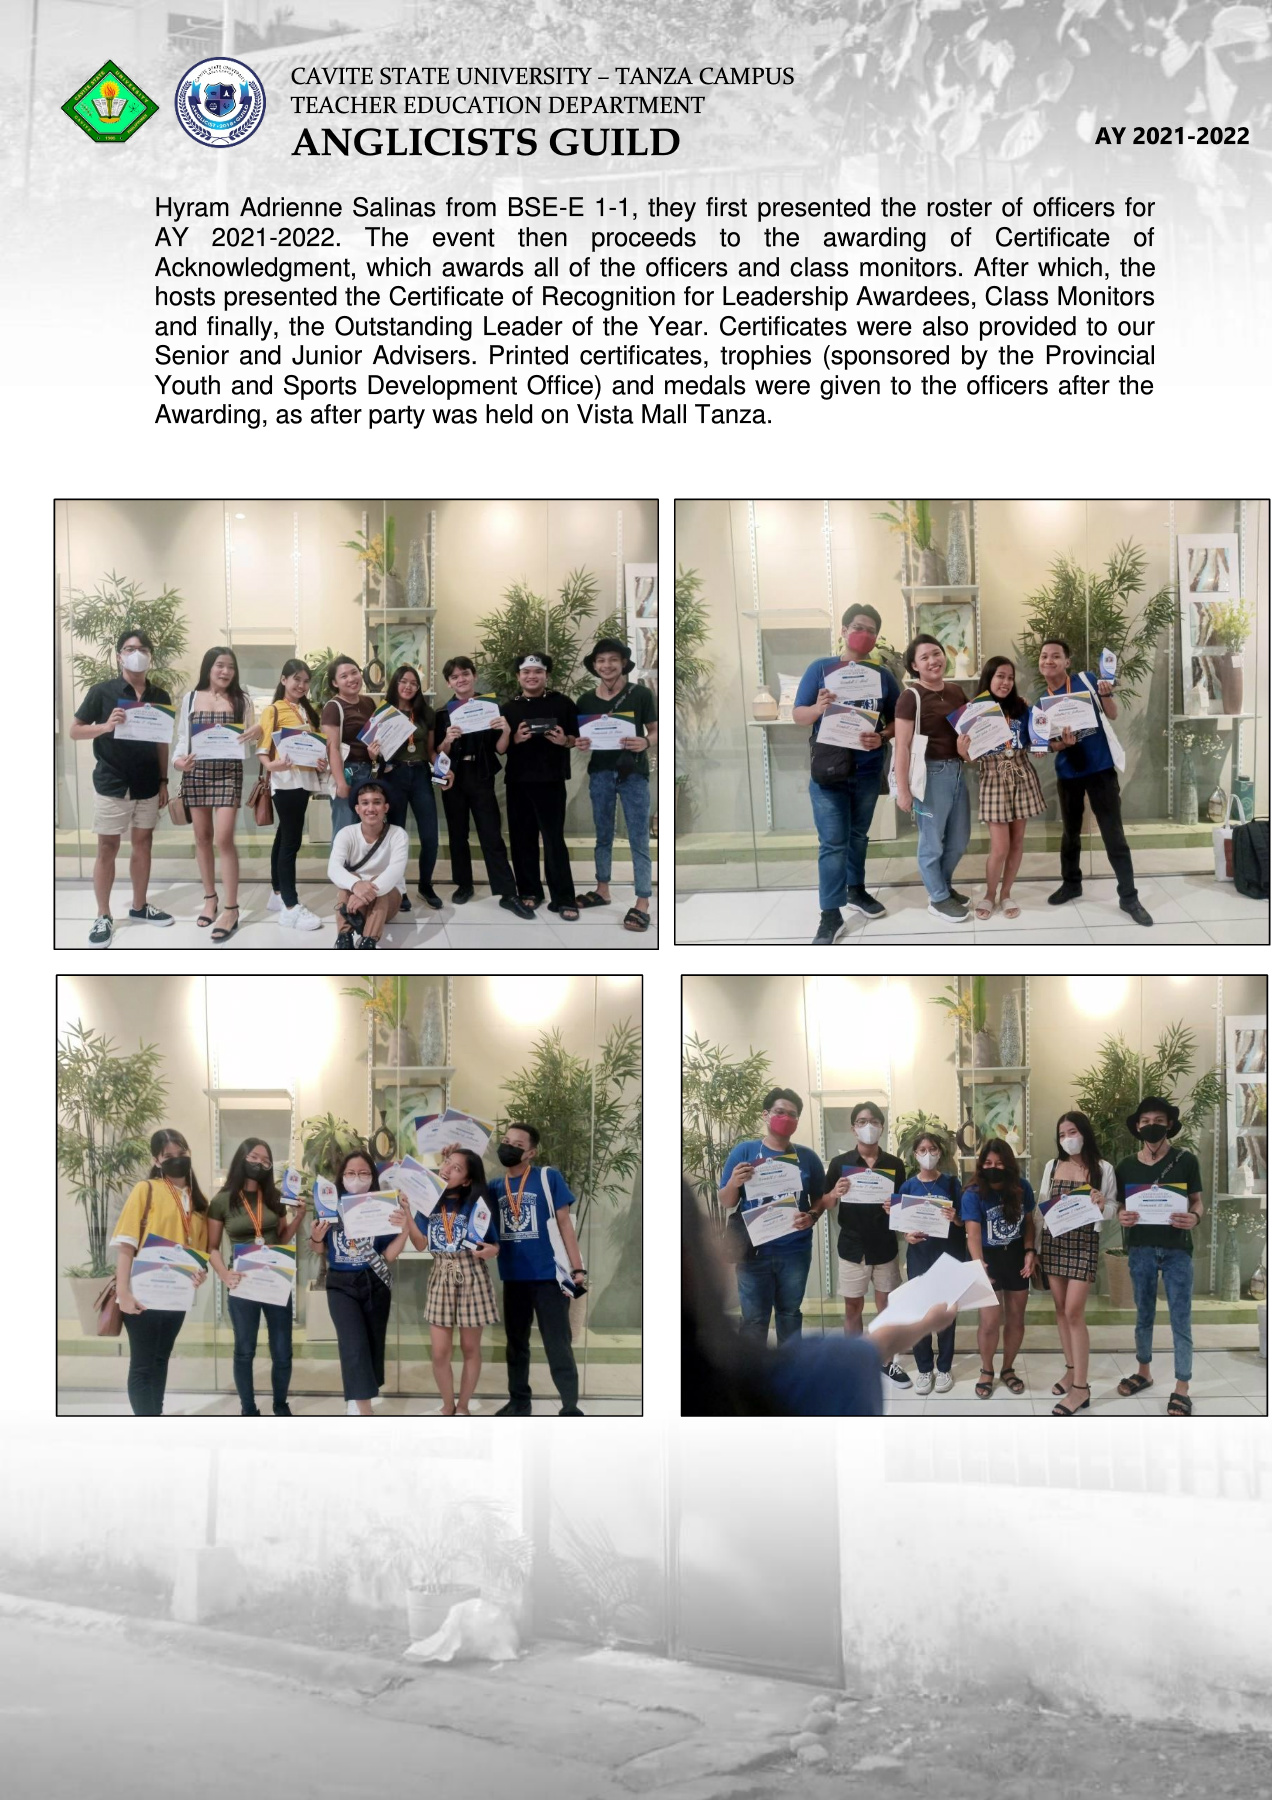 CAVITE STATE UNIVERSITY – TANZA CAMPUS
TEACHER EDUCATION DEPARTMENT
ANGLICISTS GUILD
AY 2021-2022
Hyram Adrienne Salinas from BSE-E 1-1, they first presented the roster of officers for
AY 2021-2022. The event then proceeds to the awarding of Certificate of
Acknowledgment, which awards all of the officers and class monitors. After which, the
hosts presented the Certificate of Recognition for Leadership Awardees, Class Monitors
and finally, the Outstanding Leader of the Year. Certificates were also provided to our
Senior and Junior Advisers. Printed certificates, trophies (sponsored by the Provincial
Youth and Sports Development Office) and medals were given to the officers after the
Awarding, as after party was held on Vista Mall Tanza.